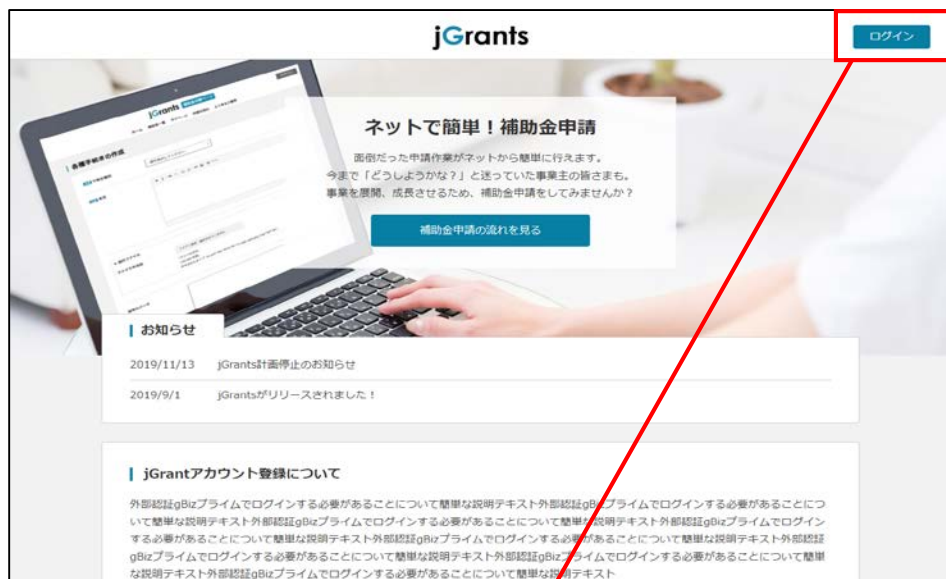 jGrants
ログイン
jGrants
各種手続きの作成
ネットで簡単！補助金申請
面倒だった申請作業がネットから簡単に行えます。
今まで「どうしようかな？」と迷っていた事業主の皆さまも。
事業を展開、成長させるため、補助金申請をしてみませんか？
補助金申請の流れを見る
お知らせ
2019/11/13 jGrants計画停止のお知らせ
2019/9/1 jGrantsがリリースされました！
jGrantアカウント登録について
外部認証gBizプライムでログインする必要があることについて簡単な説明テキスト外部認証gBizプライムでログインする必要があることにつ
いて簡単な説明テキスト外部認証gBizプライムでログインする必要があることについて簡単な説明テキスト外部認証gBizプライムでログイン
する必要があることについて簡単な説明テキスト外部認証gBizプライムでログインする必要があることについて簡単な説明テキスト外部認証
gBizプライムでログインする必要があることについて簡単な説明テキスト外部認証gBizプライムでログインする必要があることについて簡単
な説明テキスト外部認証gBizプライムでログインする必要があることについて簡単な説明テキスト